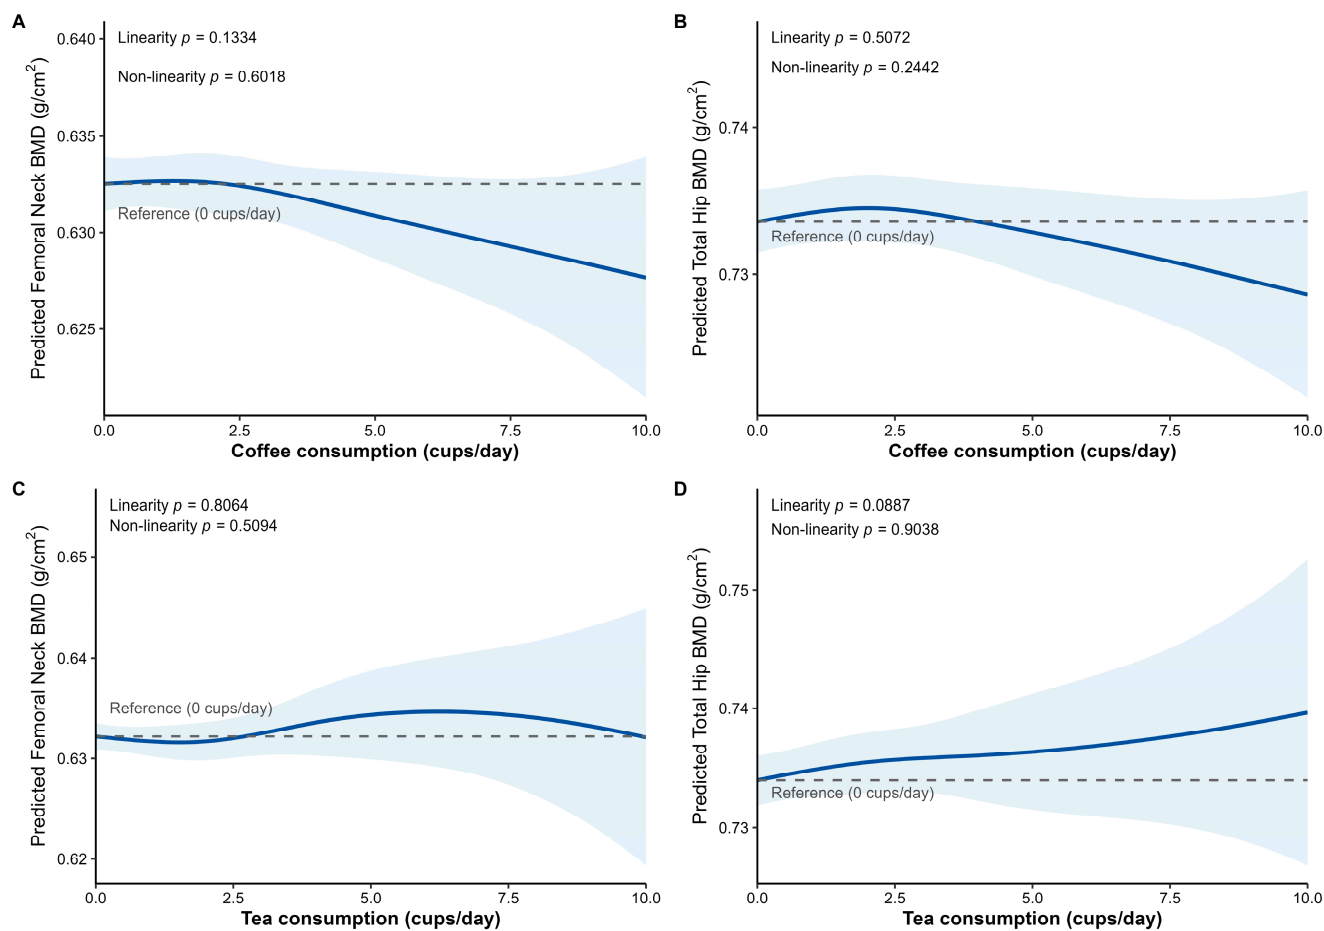 A
Linearity p = 0.1334
Non-linearity p = 0.6018
Predicted Femoral Neck BMD (g/cm²)
0.640
0.635
0.630
0.625
Reference (0 cups/day)
0.0 2.5 5.0 7.5 10.0
Coffee consumption (cups/day)
B
Linearity p = 0.5072
Non-linearity p = 0.2442
Predicted Total Hip BMD (g/cm²)
0.74
0.73
Reference (0 cups/day)
0.0 2.5 5.0 7.5 10.0
Coffee consumption (cups/day)
C
Linearity p = 0.8064
Non-linearity p = 0.5094
Predicted Femoral Neck BMD (g/cm²)
0.65
0.64
0.63
0.62
Reference (0 cups/day)
0.0 2.5 5.0 7.5 10.0
Tea consumption (cups/day)
D
Linearity p = 0.0887
Non-linearity p = 0.9038
Predicted Total Hip BMD (g/cm²)
0.75
0.74
0.73
Reference (0 cups/day)
0.0 2.5 5.0 7.5 10.0
Tea consumption (cups/day)